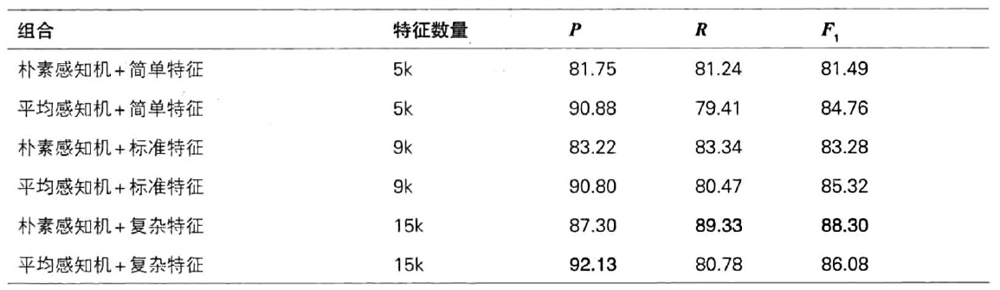 组合 特征数量 P R F1
朴素感知机+简单特征 5k 81.75 81.24 81.49
平均感知机+简单特征 5k 90.88 79.41 84.76
朴素感知机+标准特征 9k 83.22 83.34 83.28
平均感知机+标准特征 9k 90.80 80.47 85.32
朴素感知机+复杂特征 15k 87.30 89.33 88.30
平均感知机+复杂特征 15k 92.13 80.78 86.08